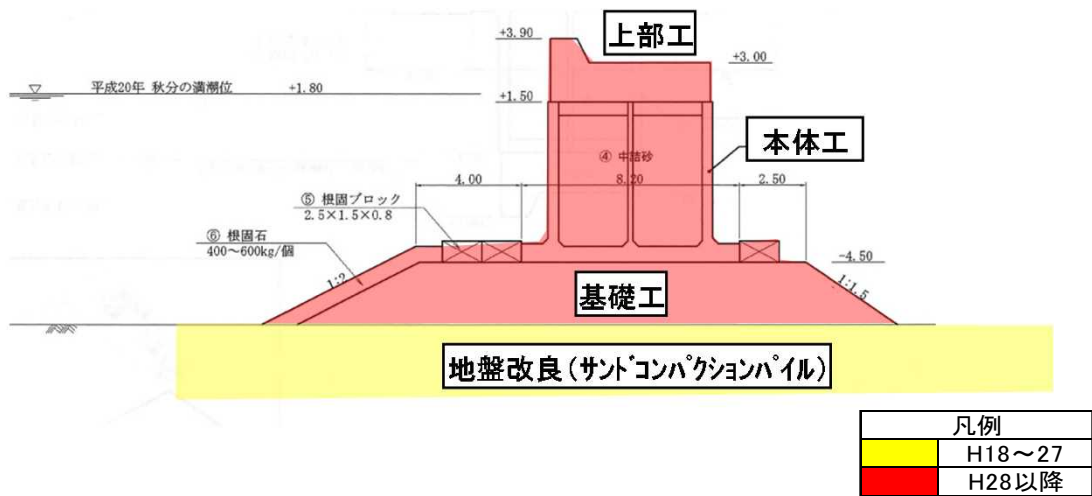 +3.90
上部工
+3.00
平成20年 秋分の満潮位 +1.80
+1.50
本体工
④ 中詰砂
4.00
8.20
2.50
⑤ 根固ブロック
2.5×1.5×0.8
⑥ 根固石
400～600kg/個
-4.50
1:2
1:1.5
基礎工
地盤改良(サンドコンパクションパイル)
凡例
H18～27
H28以降